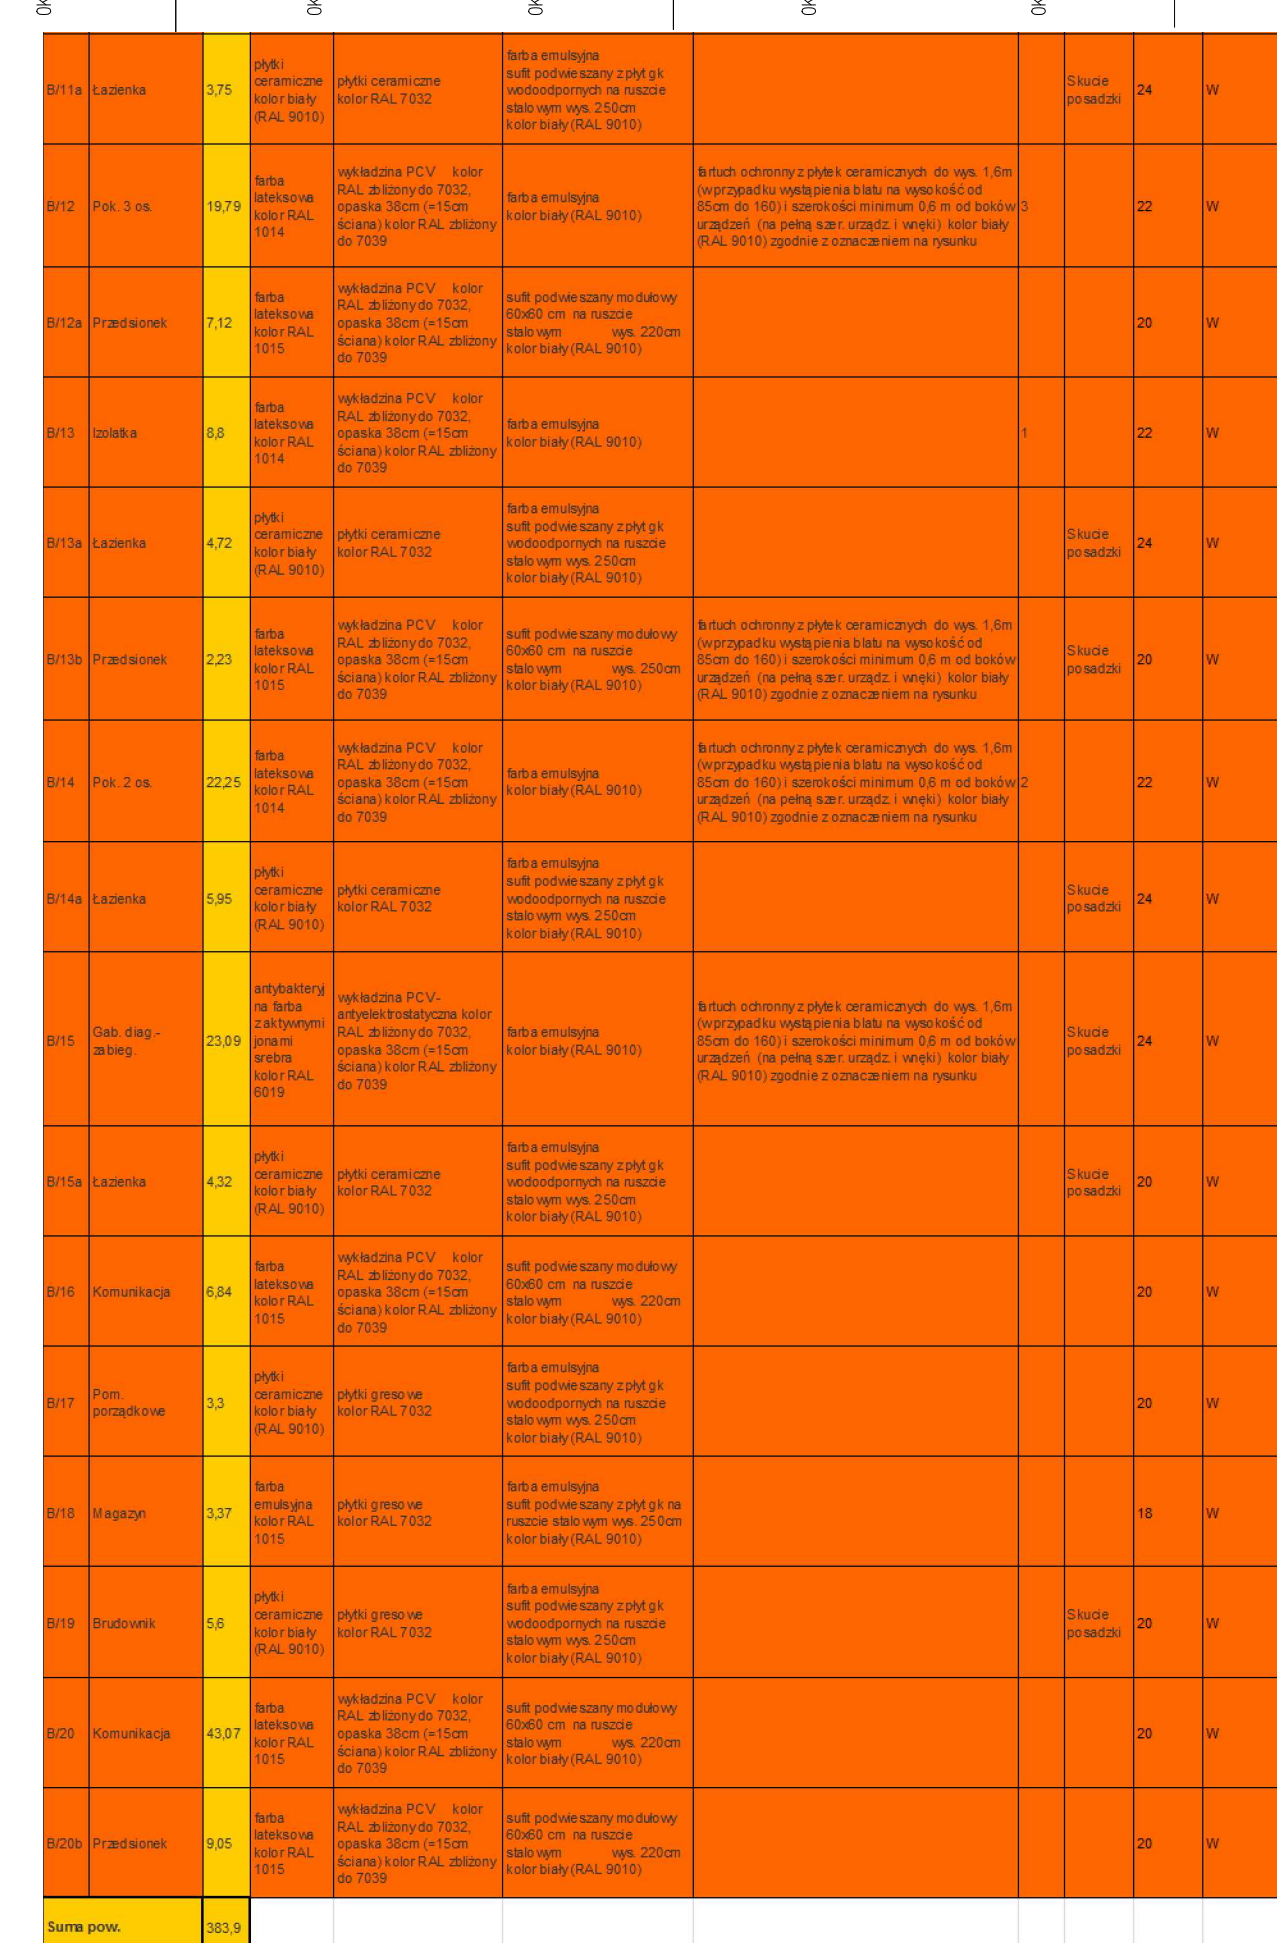 Ok
Ok
Ok
Ok
Ok
B/11a
Łazienka
3,75
płytki
ceramiczne
kolor biały
(RAL 9010)
płytki ceramiczne
kolor RAL 7032
farba emulsyjna
sufit podwieszany z płyt gk
wodoodpornych na ruszcie
stalowym wys. 250cm
kolor biały (RAL 9010)
Skucie
posadzki
24
W
B/12
Pok. 3 os.
19,79
farba
lateksowa
kolor RAL
1014
wykładzina PCV kolor
RAL zbliżony do 7032,
opaska 38cm (=15cm
ściana) kolor RAL zbliżony
do 7039
farba emulsyjna
kolor biały (RAL 9010)
fartuch ochronny z płytek ceramicznych do wys. 1,6m
(w przypadku wystąpienia blatu na wysokość od
85cm do 160) i szerokości minimum 0,6 m od boków
urządzeń (na pełną szer. urządz. i wnęki) kolor biały
(RAL 9010) zgodnie z oznaczeniem na rysunku
3
22
W
B/12a
Przedsionek
7,12
farba
lateksowa
kolor RAL
1015
wykładzina PCV kolor
RAL zbliżony do 7032,
opaska 38cm (=15cm
ściana) kolor RAL zbliżony
do 7039
sufit podwieszany modułowy
60x60 cm na ruszcie
stalowym wys. 220cm
kolor biały (RAL 9010)
20
W
B/13
Izolatka
8,8
farba
lateksowa
kolor RAL
1014
wykładzina PCV kolor
RAL zbliżony do 7032,
opaska 38cm (=15cm
ściana) kolor RAL zbliżony
do 7039
farba emulsyjna
kolor biały (RAL 9010)
1
22
W
B/13a
Łazienka
4,72
płytki
ceramiczne
kolor biały
(RAL 9010)
płytki ceramiczne
kolor RAL 7032
farba emulsyjna
sufit podwieszany z płyt gk
wodoodpornych na ruszcie
stalowym wys. 250cm
kolor biały (RAL 9010)
Skucie
posadzki
24
W
B/13b
Przedsionek
2,23
farba
lateksowa
kolor RAL
1015
wykładzina PCV kolor
RAL zbliżony do 7032,
opaska 38cm (=15cm
ściana) kolor RAL zbliżony
do 7039
sufit podwieszany modułowy
60x60 cm na ruszcie
stalowym wys. 250cm
kolor biały (RAL 9010)
fartuch ochronny z płytek ceramicznych do wys. 1,6m
(w przypadku wystąpienia blatu na wysokość od
85cm do 160) i szerokości minimum 0,6 m od boków
urządzeń (na pełną szer. urządz. i wnęki) kolor biały
(RAL 9010) zgodnie z oznaczeniem na rysunku
Skucie
posadzki
20
W
B/14
Pok. 2 os.
22,25
farba
lateksowa
kolor RAL
1014
wykładzina PCV kolor
RAL zbliżony do 7032,
opaska 38cm (=15cm
ściana) kolor RAL zbliżony
do 7039
farba emulsyjna
kolor biały (RAL 9010)
fartuch ochronny z płytek ceramicznych do wys. 1,6m
(w przypadku wystąpienia blatu na wysokość od
85cm do 160) i szerokości minimum 0,6 m od boków
urządzeń (na pełną szer. urządz. i wnęki) kolor biały
(RAL 9010) zgodnie z oznaczeniem na rysunku
2
22
W
B/14a
Łazienka
5,95
płytki
ceramiczne
kolor biały
(RAL 9010)
płytki ceramiczne
kolor RAL 7032
farba emulsyjna
sufit podwieszany z płyt gk
wodoodpornych na ruszcie
stalowym wys. 250cm
kolor biały (RAL 9010)
Skucie
posadzki
24
W
B/15
Gab. diag.-
zabieg.
23,09
antybakteryj
na farba
z aktywnymi
jonami
srebra
kolor RAL
6019
wykładzina PCV-
antyelektrostatyczna kolor
RAL zbliżony do 7032,
opaska 38cm (=15cm
ściana) kolor RAL zbliżony
do 7039
farba emulsyjna
kolor biały (RAL 9010)
fartuch ochronny z płytek ceramicznych do wys. 1,6m
(w przypadku wystąpienia blatu na wysokość od
85cm do 160) i szerokości minimum 0,6 m od boków
urządzeń (na pełną szer. urządz. i wnęki) kolor biały
(RAL 9010) zgodnie z oznaczeniem na rysunku
Skucie
posadzki
24
W
B/15a
Łazienka
4,32
płytki
ceramiczne
kolor biały
(RAL 9010)
płytki ceramiczne
kolor RAL 7032
farba emulsyjna
sufit podwieszany z płyt gk
wodoodpornych na ruszcie
stalowym wys. 250cm
kolor biały (RAL 9010)
Skucie
posadzki
20
W
B/16
Komunikacja
6,84
farba
lateksowa
kolor RAL
1015
wykładzina PCV kolor
RAL zbliżony do 7032,
opaska 38cm (=15cm
ściana) kolor RAL zbliżony
do 7039
sufit podwieszany modułowy
60x60 cm na ruszcie
stalowym wys. 220cm
kolor biały (RAL 9010)
20
W
B/17
Pom.
porządkowe
3,3
płytki
ceramiczne
kolor biały
(RAL 9010)
płytki gresowe
kolor RAL 7032
farba emulsyjna
sufit podwieszany z płyt gk
wodoodpornych na ruszcie
stalowym wys. 250cm
kolor biały (RAL 9010)
20
W
B/18
Magazyn
3,37
farba
emulsyjna
kolor RAL
1015
płytki gresowe
kolor RAL 7032
farba emulsyjna
sufit podwieszany z płyt gk na
ruszcie stalowym wys. 250cm
kolor biały (RAL 9010)
18
W
B/19
Brudownik
5,6
płytki
ceramiczne
kolor biały
(RAL 9010)
płytki gresowe
kolor RAL 7032
farba emulsyjna
sufit podwieszany z płyt gk
wodoodpornych na ruszcie
stalowym wys. 250cm
kolor biały (RAL 9010)
Skucie
posadzki
20
W
B/20
Komunikacja
43,07
farba
lateksowa
kolor RAL
1015
wykładzina PCV kolor
RAL zbliżony do 7032,
opaska 38cm (=15cm
ściana) kolor RAL zbliżony
do 7039
sufit podwieszany modułowy
60x60 cm na ruszcie
stalowym wys. 220cm
kolor biały (RAL 9010)
20
W
B/20b
Przedsionek
9,05
farba
lateksowa
kolor RAL
1015
wykładzina PCV kolor
RAL zbliżony do 7032,
opaska 38cm (=15cm
ściana) kolor RAL zbliżony
do 7039
sufit podwieszany modułowy
60x60 cm na ruszcie
stalowym wys. 220cm
kolor biały (RAL 9010)
20
W
Suma pow.
383,9